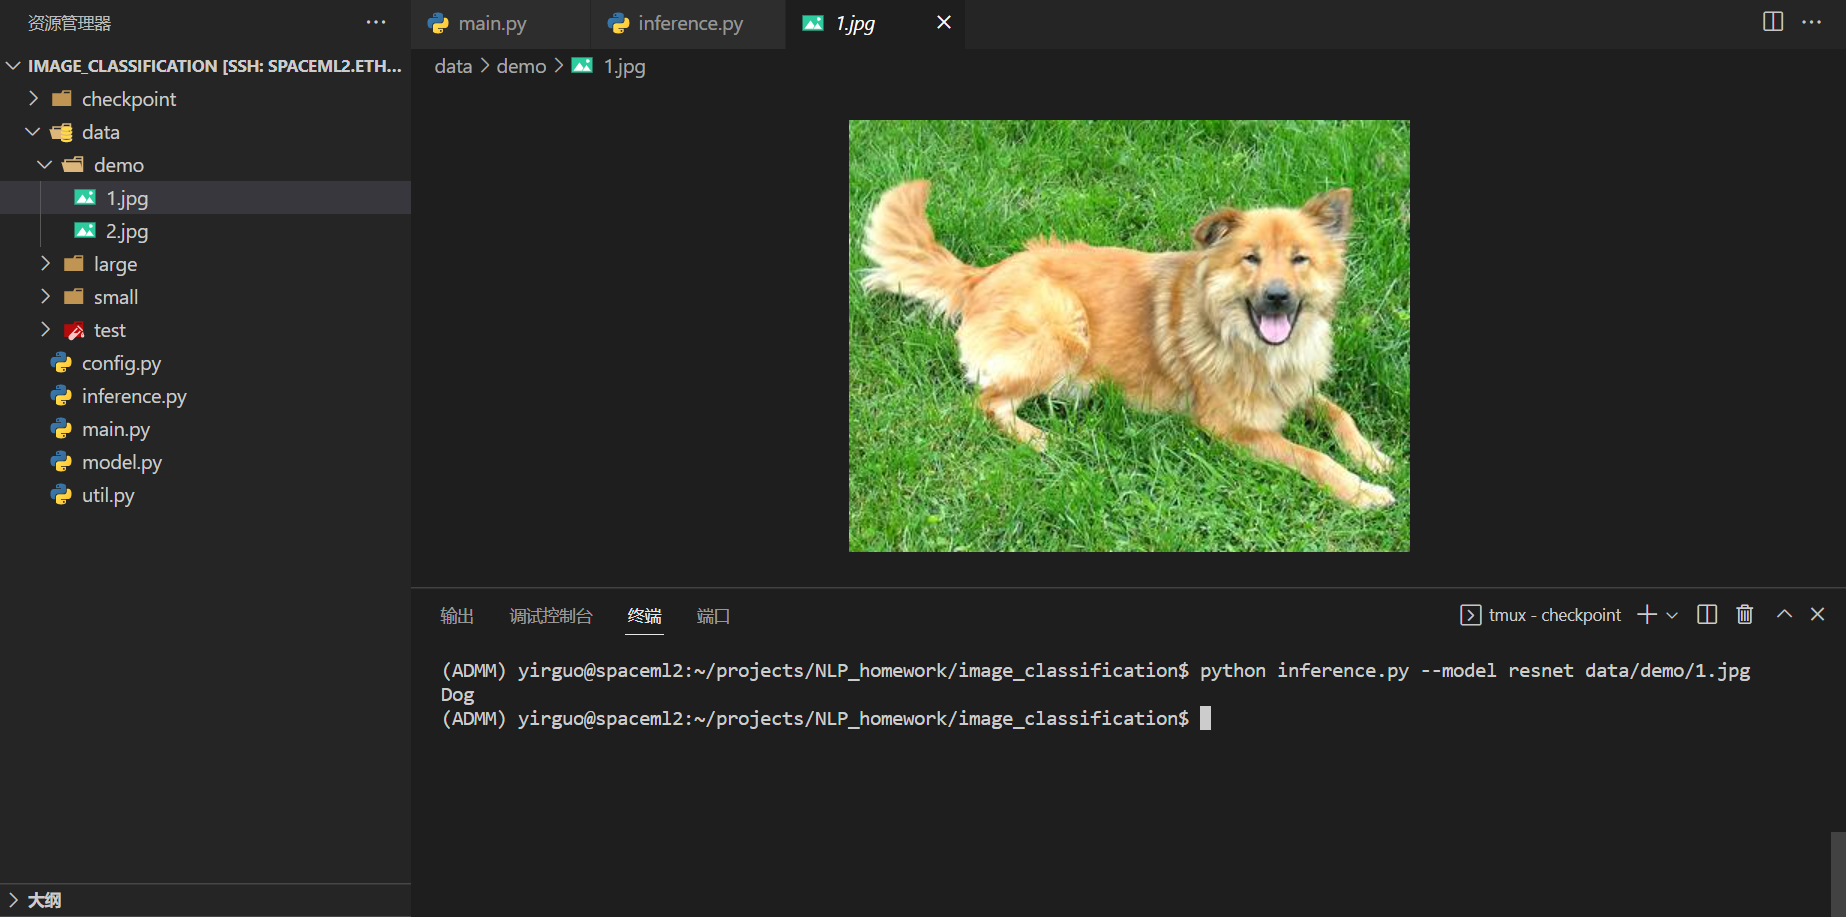 资源管理器
IMAGE_CLASSIFICATION [SSH: SPACEML2.ETH...
checkpoint
data
demo
1.jpg
2.jpg
large
small
test
config.py
inference.py
main.py
model.py
util.py
大纲
main.py
inference.py
1.jpg
data > demo > 1.jpg
输出 调试控制台 终端 端口
tmux - checkpoint
(ADMM) yirguo@spaceml2:~/projects/NLP_homework/image_classification$ python inference.py --model resnet data/demo/1.jpg
Dog
(ADMM) yirguo@spaceml2:~/projects/NLP_homework/image_classification$